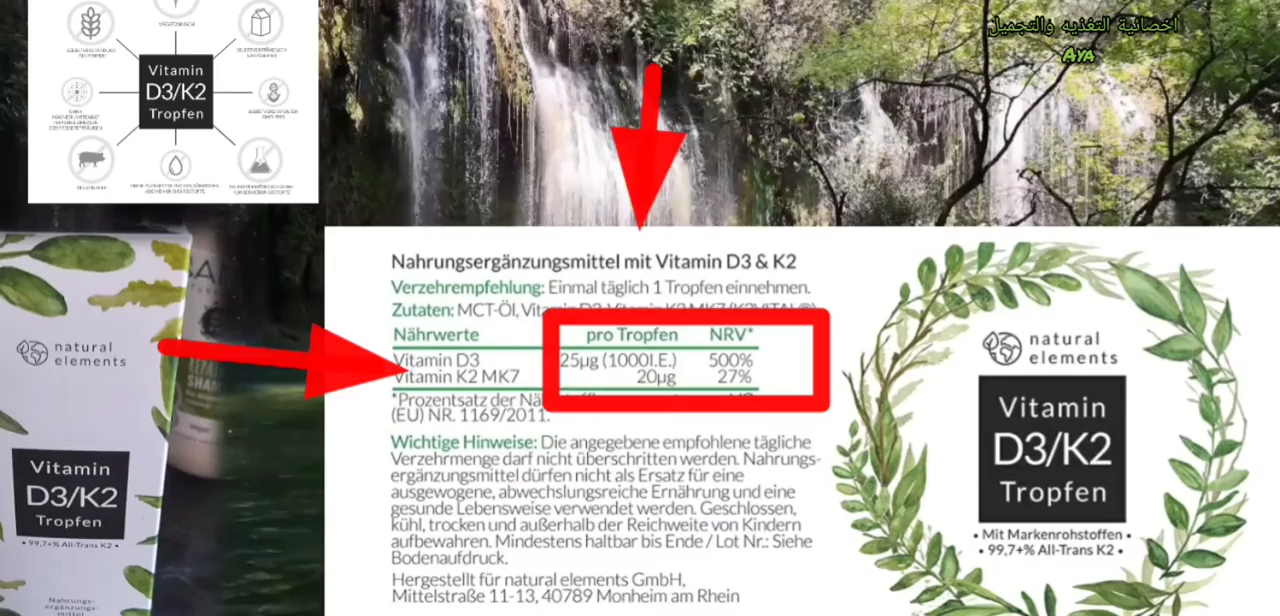 VEGETARISCH
Vitamin
D3/K2
Tropfen
اخصائية التغذيه والتجميل
AYA
natural
elements
SHAM
Vitamin
D3/K2
Tropfen
• 99,7+% All-Trans K2 •
Nahrungs-
ergänzungs-
mittel
Nahrungsergänzungsmittel mit Vitamin D3 & K2
Verzehrempfehlung: Einmal täglich 1 Tropfen einnehmen.
Zutaten: MCT-Öl,
Nährwerte pro Tropfen NRV*
Vitamin D3 25µg (1000I.E.) 500%
Vitamin K2 MK7 20µg 27%
*Prozentsatz der
(EU) NR. 1169/2011.
Wichtige Hinweise: Die angegebene empfohlene tägliche
Verzehrmenge darf nicht überschritten werden. Nahrungs-
ergänzungsmittel dürfen nicht als Ersatz für eine
ausgewogene, abwechslungsreiche Ernährung und eine
gesunde Lebensweise verwendet werden. Geschlossen,
kühl, trocken und außerhalb der Reichweite von Kindern
aufbewahren. Mindestens haltbar bis Ende / Lot Nr.: Siehe
Bodenaufdruck.
Hergestellt für natural elements GmbH,
Mittelstraße 11-13, 40789 Monheim am Rhein
natural
elements
Vitamin
D3/K2
Tropfen
• Mit Markenrohstoffen •
• 99,7+% All-Trans K2 •